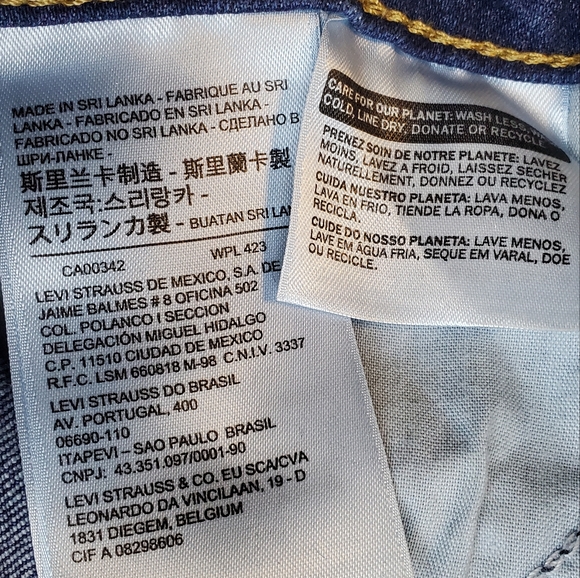 MADE IN SRI LANKA - FABRIQUE AU SRI
LANKA - FABRICADO EN SRI LANKA -
FABRICADO NO SRI LANKA - СДЕЛАНО В
ШРИ-ЛАНКЕ -
斯里兰卡制造 - 斯里蘭卡製
제조국:스리랑카 -
スリランカ製 - BUATAN SRI
CA00342 WPL 423
LEVI STRAUSS DE MEXICO, S.A. DE
JAIME BALMES # 8 OFICINA 502
COL. POLANCO I SECCION
DELEGACIÓN MIGUEL HIDALGO
C.P. 11510 CIUDAD DE MEXICO
R.F.C. LSM 660818 M-98 C.N.I.V. 3337
LEVI STRAUSS DO BRASIL
AV. PORTUGAL, 400
06690-110
ITAPEVI – SAO PAULO BRASIL
CNPJ: 43.351.097/0001-90
LEVI STRAUSS & CO. EU SCA/CVA
LEONARDO DA VINCILAAN, 19 - D
1831 DIEGEM, BELGIUM
CIF A 08298606
CARE FOR OUR PLANET: WASH LESS,
COLD, LINE DRY, DONATE OR RECYCLE.
PRENEZ SOIN DE NOTRE PLANETE: LAVEZ
MOINS, LAVEZ A FROID, LAISSEZ SECHER
NATURELLEMENT, DONNEZ OU RECYCLEZ
CUIDA NUESTRO PLANETA: LAVA MENOS,
LAVA EN FRIO, TIENDE LA ROPA, DONA O
RECICLA.
CUIDE DO NOSSO PLANETA: LAVE MENOS,
LAVE EM ÁGUA FRIA, SEQUE EM VARAL, DOE
OU RECICLE.